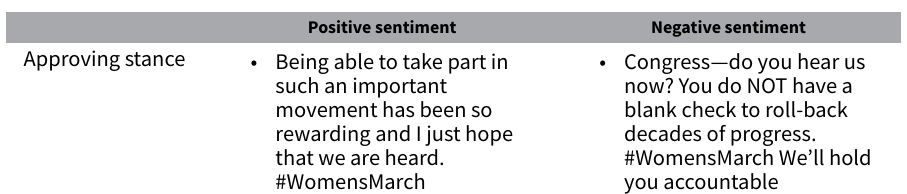 Positive sentiment Negative sentiment
Approving stance
• Being able to take part in
such an important
movement has been so
rewarding and I just hope
that we are heard.
#WomensMarch
• Congress—do you hear us
now? You do NOT have a
blank check to roll-back
decades of progress.
#WomensMarch We’ll hold
you accountable